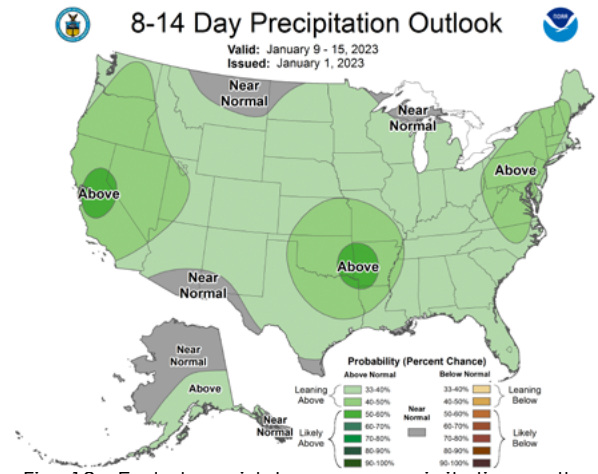 8-14 Day Precipitation Outlook
NOAA
Valid: January 9 - 15, 2023
Issued: January 1, 2023
Near
Normal
Near
Normal
Above
Above
Above
Near
Normal
Near
Normal
Above
Near
Normal
Probability (Percent Chance)
Above Normal
Below Normal
Leaning
Above
33-40%
40-50%
Likely
Above
50-60%
60-70%
70-80%
80-90%
90-100%
Near
Normal
33-40%
40-50%
Leaning
Below
50-60%
60-70%
70-80%
80-90%
90-100%
Likely
Below